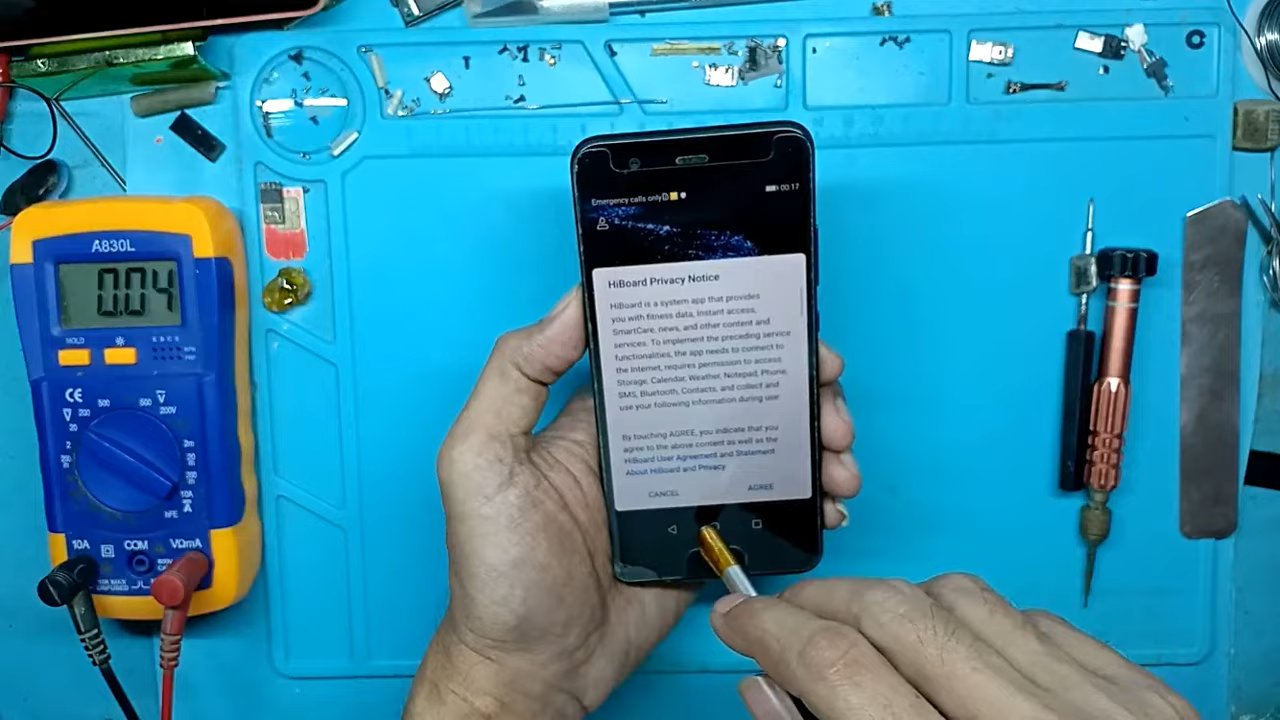 Emergency calls only
00:17
HiBoard Privacy Notice
HiBoard is a system app that provides
you with fitness data, instant access,
SmartCare, news, and other content and
services. To implement the preceding service
functionalities, the app needs to connect to
the Internet, requires permission to access
Storage, Calendar, Weather, Notepad, Phone,
SMS, Bluetooth, Contacts, and collect and
use your following information during use
By touching AGREE, you indicate that you
agree to the above content as well as the
HiBoard User Agreement and Statement
About HiBoard and Privacy
CANCEL
AGREE
A830L
0.04
HOLD
CE
500
500
200
200V
20
2
2m
20m
200m
10A
hFE
10A
COM
VΩmA